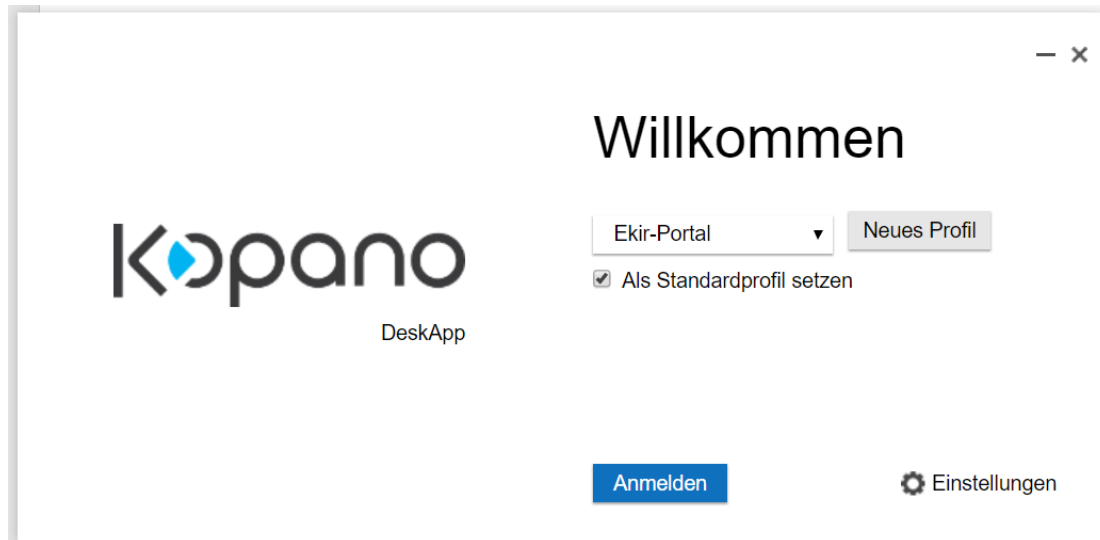 Willkommen
Ekir-Portal
Neues Profil
Als Standardprofil setzen
kopano
DeskApp
Anmelden
Einstellungen